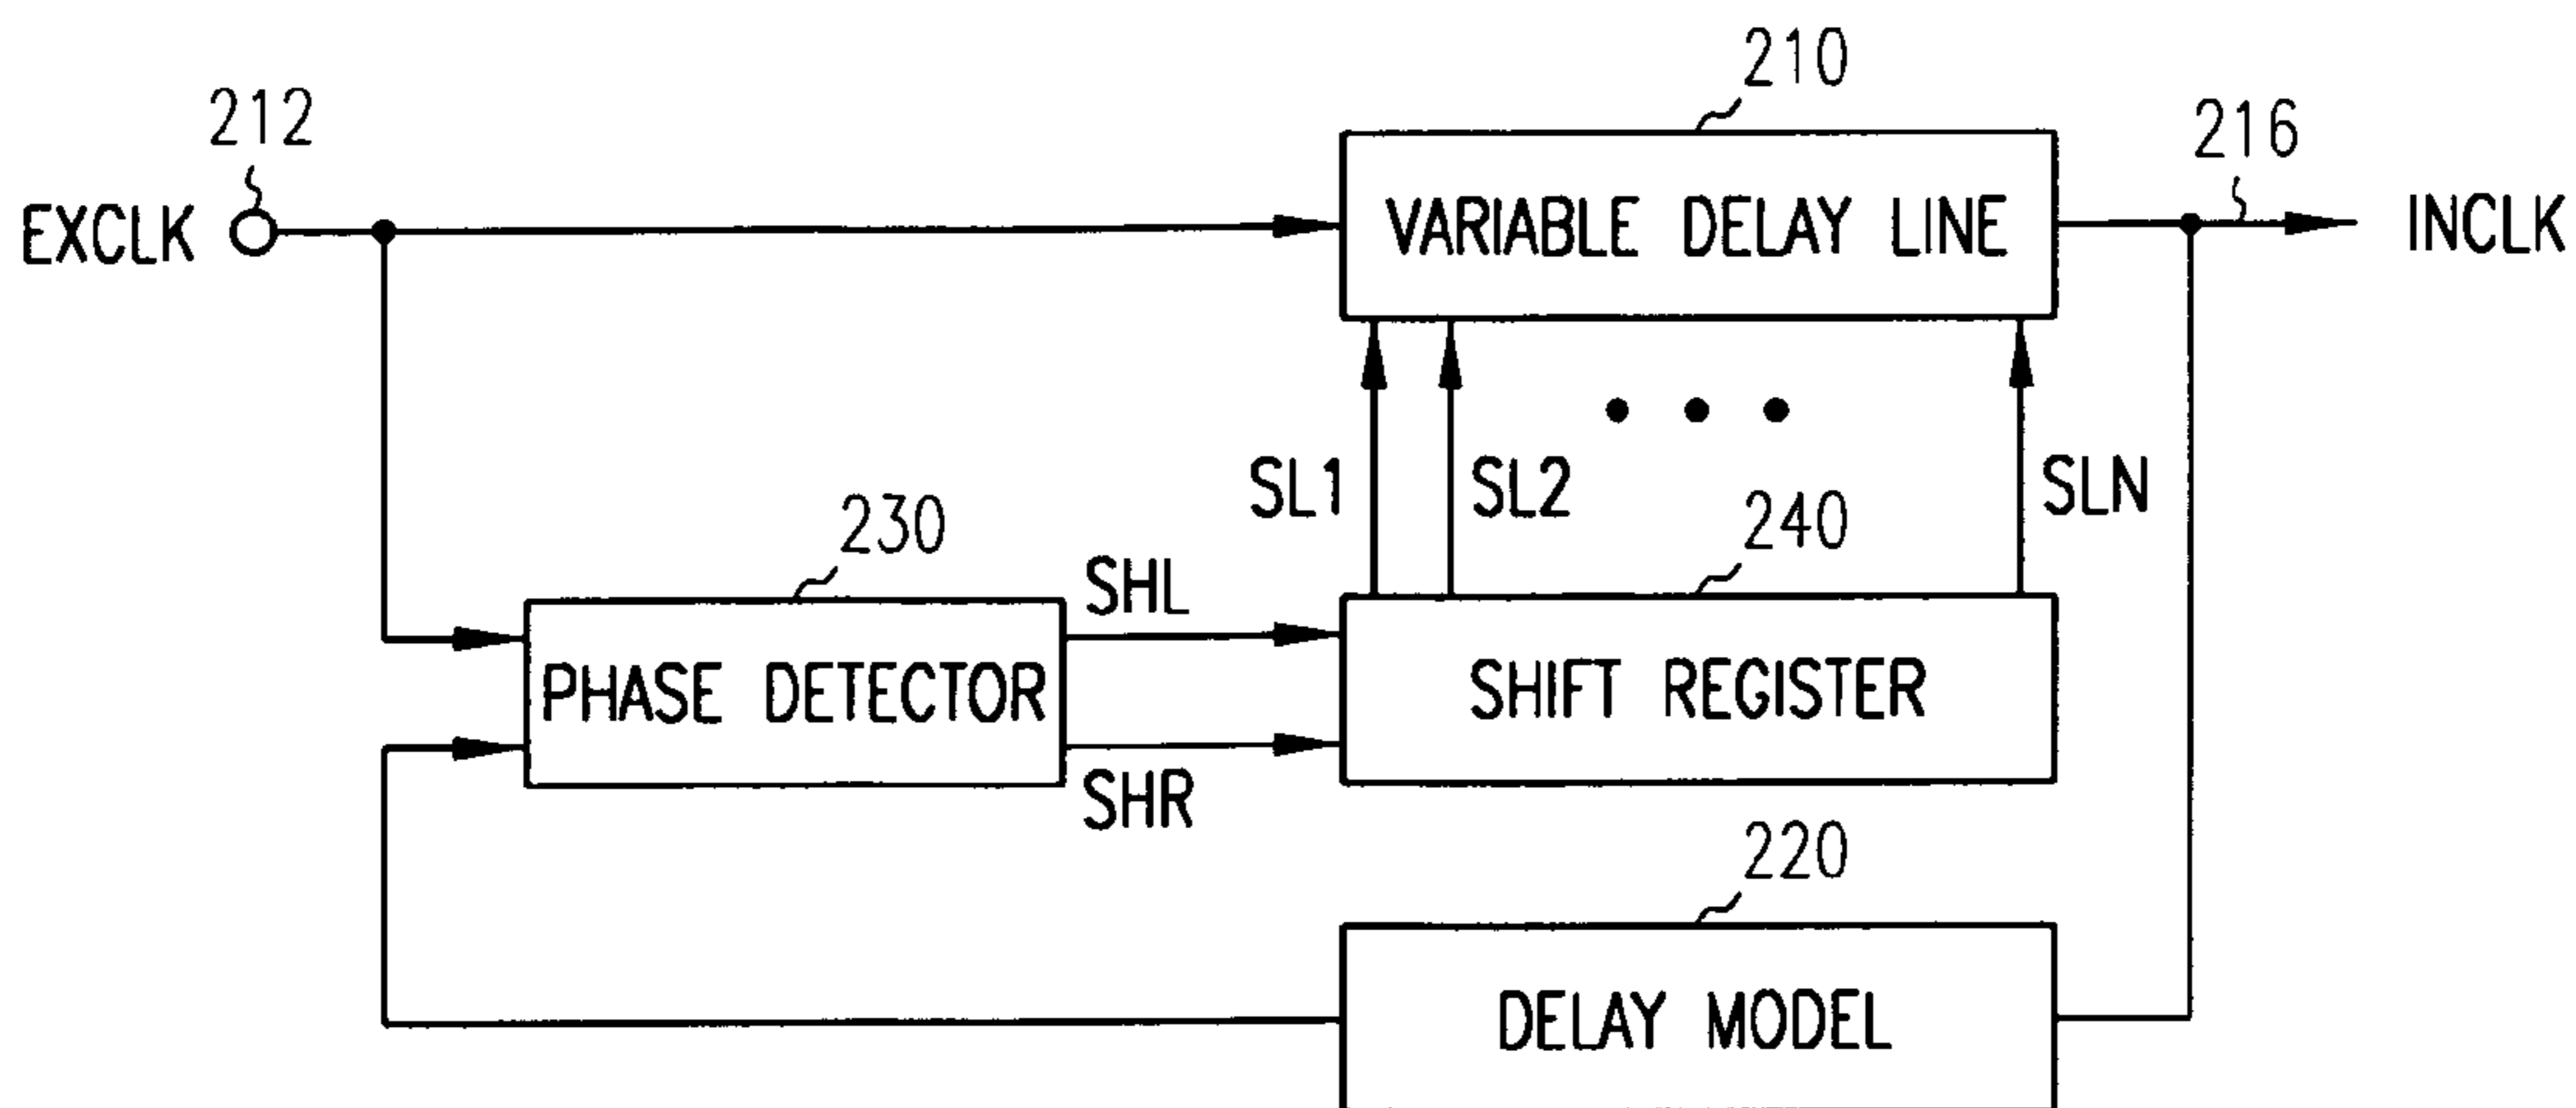 210
212
216
EXCLK
VARIABLE DELAY LINE
INCLK
SL1
SL2
SLN
230
240
SHL
PHASE DETECTOR
SHIFT REGISTER
SHR
220
DELAY MODEL